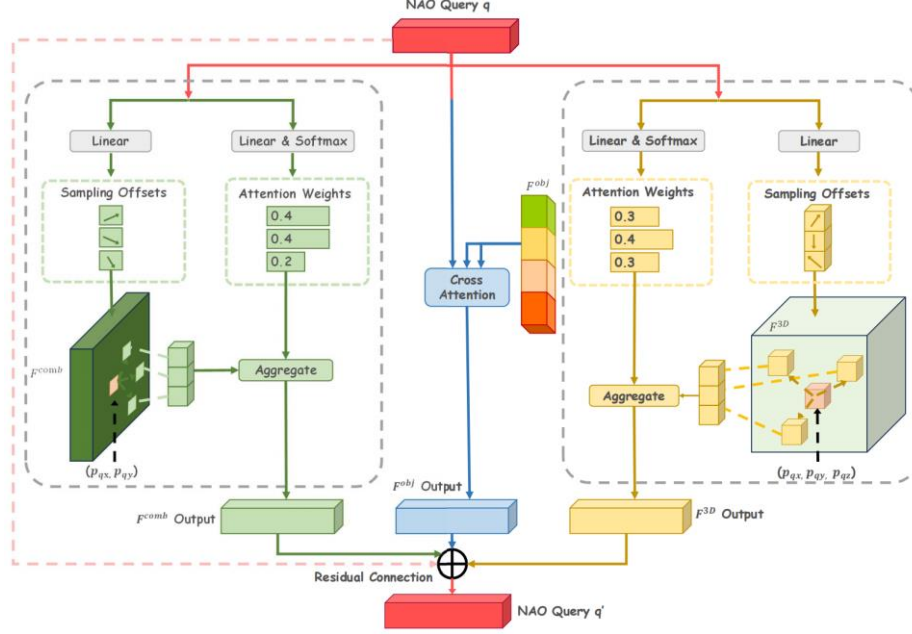 NAO Query q
Linear
Linear & Softmax
Linear & Softmax
Linear
Sampling Offsets
Attention Weights
F^obj
Attention Weights
Sampling Offsets
0.4
0.4
0.2
0.3
0.4
0.3
Cross
Attention
F^3D
F^comb
Aggregate
Aggregate
(p_qx, p_qy)
(p_qx, p_qy, p_qz)
F^comb Output
F^obj Output
F^3D Output
Residual Connection
NAO Query q'